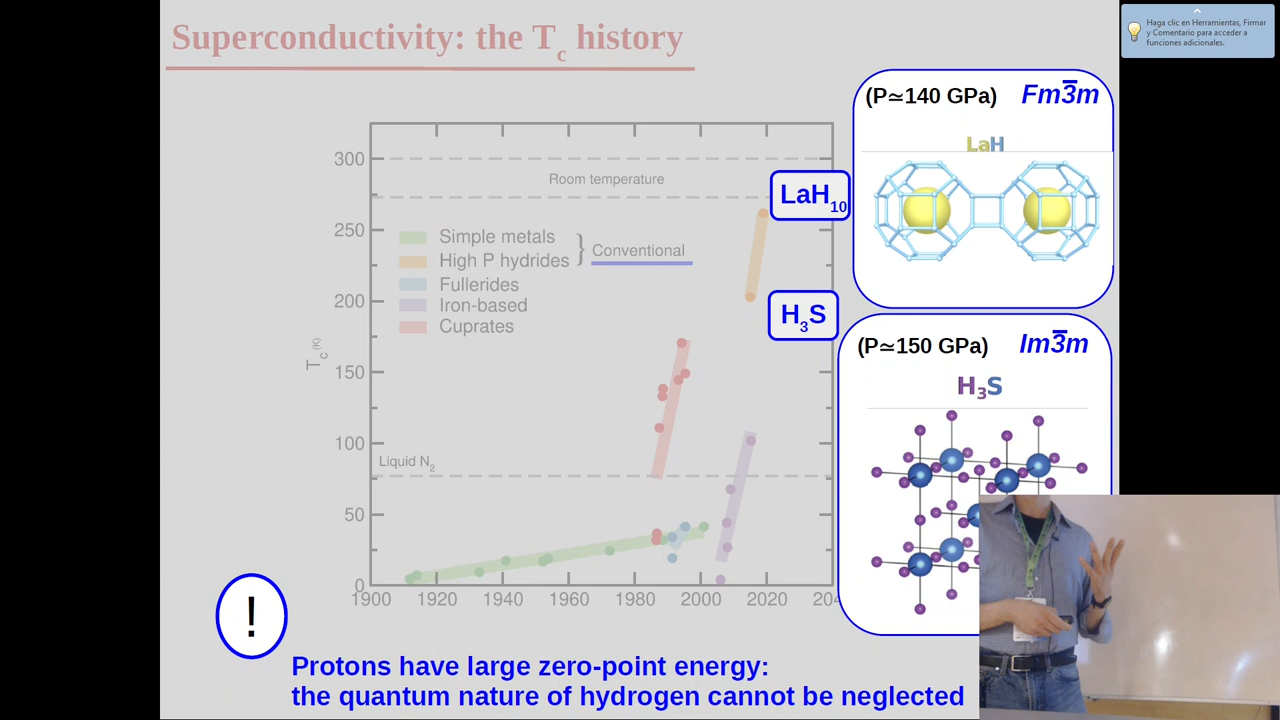 Superconductivity: the Tc history
Haga clic en Herramientas, Firmar
y Comentario para acceder a
funciones adicionales.
(P≃140 GPa) Fm3̅m
LaH
LaH10
300
Room temperature
250
Simple metals
High P hydrides
} Conventional
Fullerides
Iron-based
Cuprates
200
150
100
50
0
Tc (K)
Liquid N2
1900 1920 1940 1960 1980 2000 2020 204
H3S
(P≃150 GPa) Im3̅m
H3S
!
Protons have large zero-point energy:
the quantum nature of hydrogen cannot be neglected